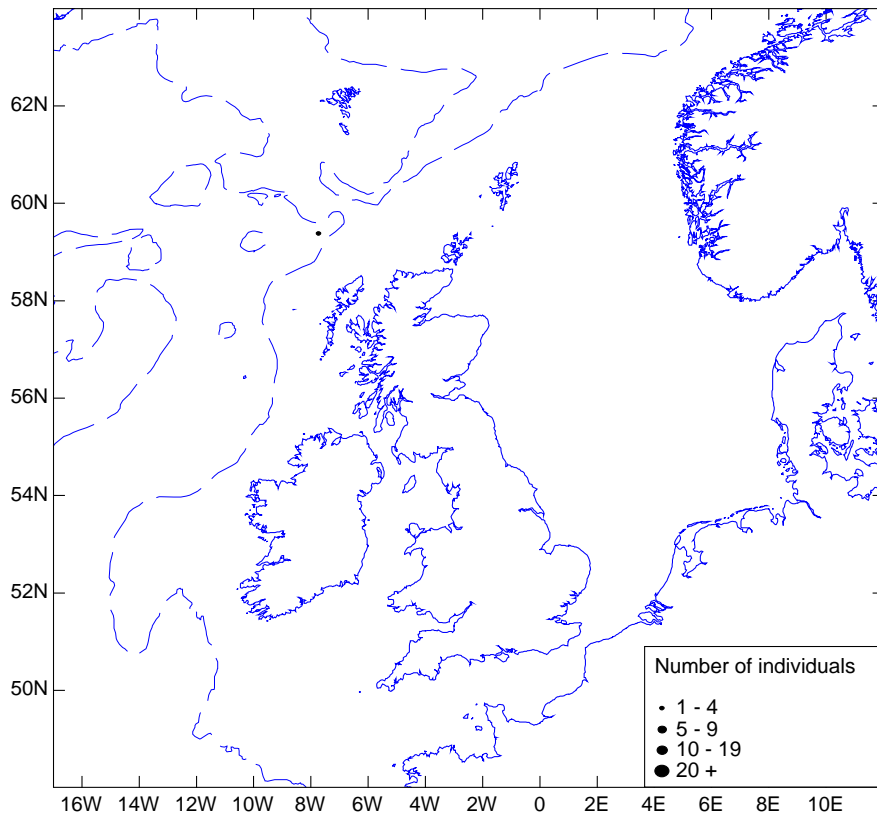 62N
60N
58N
56N
54N
52N
50N
Number of individuals
1 - 4
5 - 9
10 - 19
20 +
16W 14W 12W 10W 8W 6W 4W 2W 0 2E 4E 6E 8E 10E